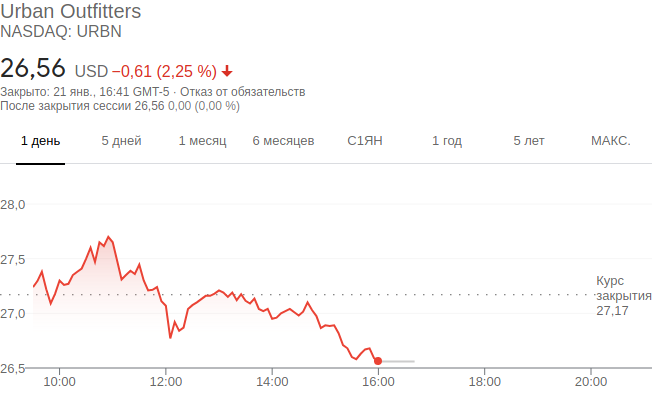 Urban Outfitters
NASDAQ: URBN
26,56 USD −0,61 (2,25 %)
Закрыто: 21 янв., 16:41 GMT-5 · Отказ от обязательств
После закрытия сессии 26,56 0,00 (0,00 %)
1 день 5 дней 1 месяц 6 месяцев С1ЯН 1 год 5 лет МАКС.
28,0
27,5
Курс
закрытия
27,17
27,0
26,5
10:00 12:00 14:00 16:00 18:00 20:00